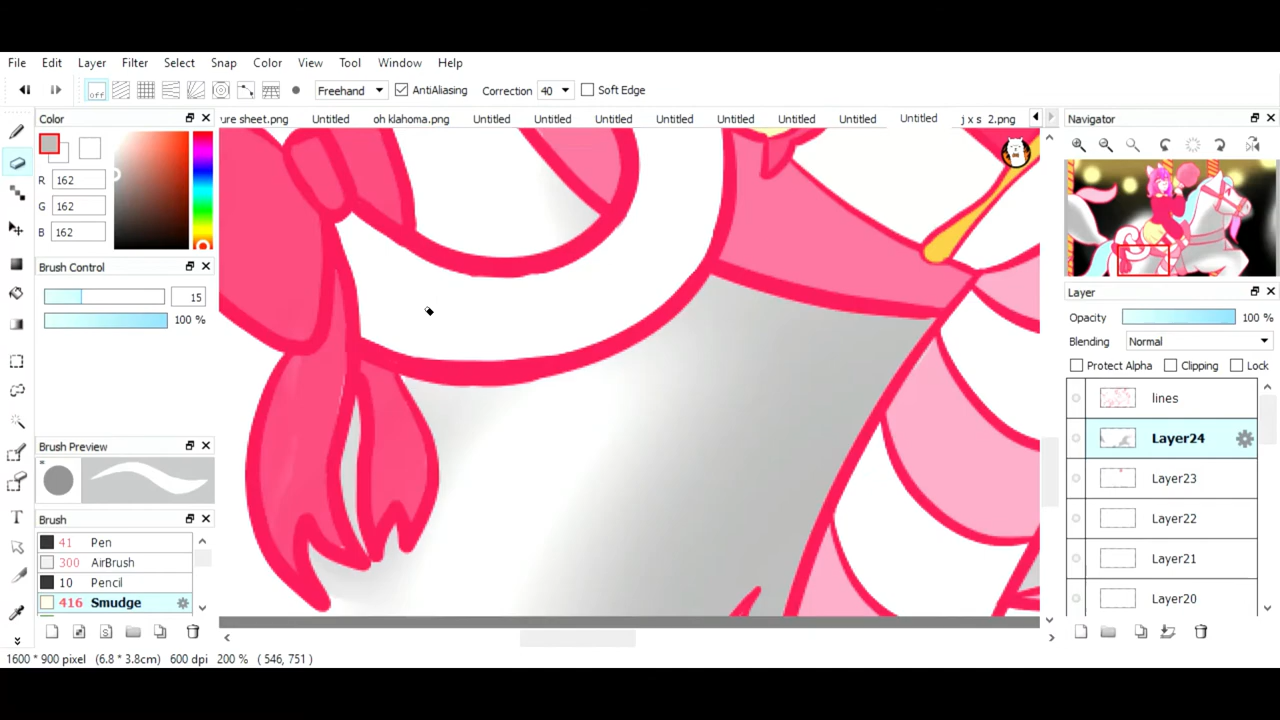 File Edit Layer Filter Select Snap Color View Tool Window Help
off Freehand AntiAliasing Correction 40 Soft Edge
Color
ure sheet.png Untitled oh klahoma.png Untitled Untitled Untitled Untitled Untitled Untitled Untitled Untitled j x s 2.png
Navigator
R 162
G 162
B 162
Brush Control
15
100 %
Layer
Opacity 100 %
Blending Normal
Protect Alpha Clipping Lock
lines
Layer24
Layer23
Layer22
Layer21
Layer20
Brush Preview
Brush
41 Pen
300 AirBrush
10 Pencil
416 Smudge
1600 * 900 pixel (6.8 * 3.8cm) 600 dpi 200 % ( 546, 751 )